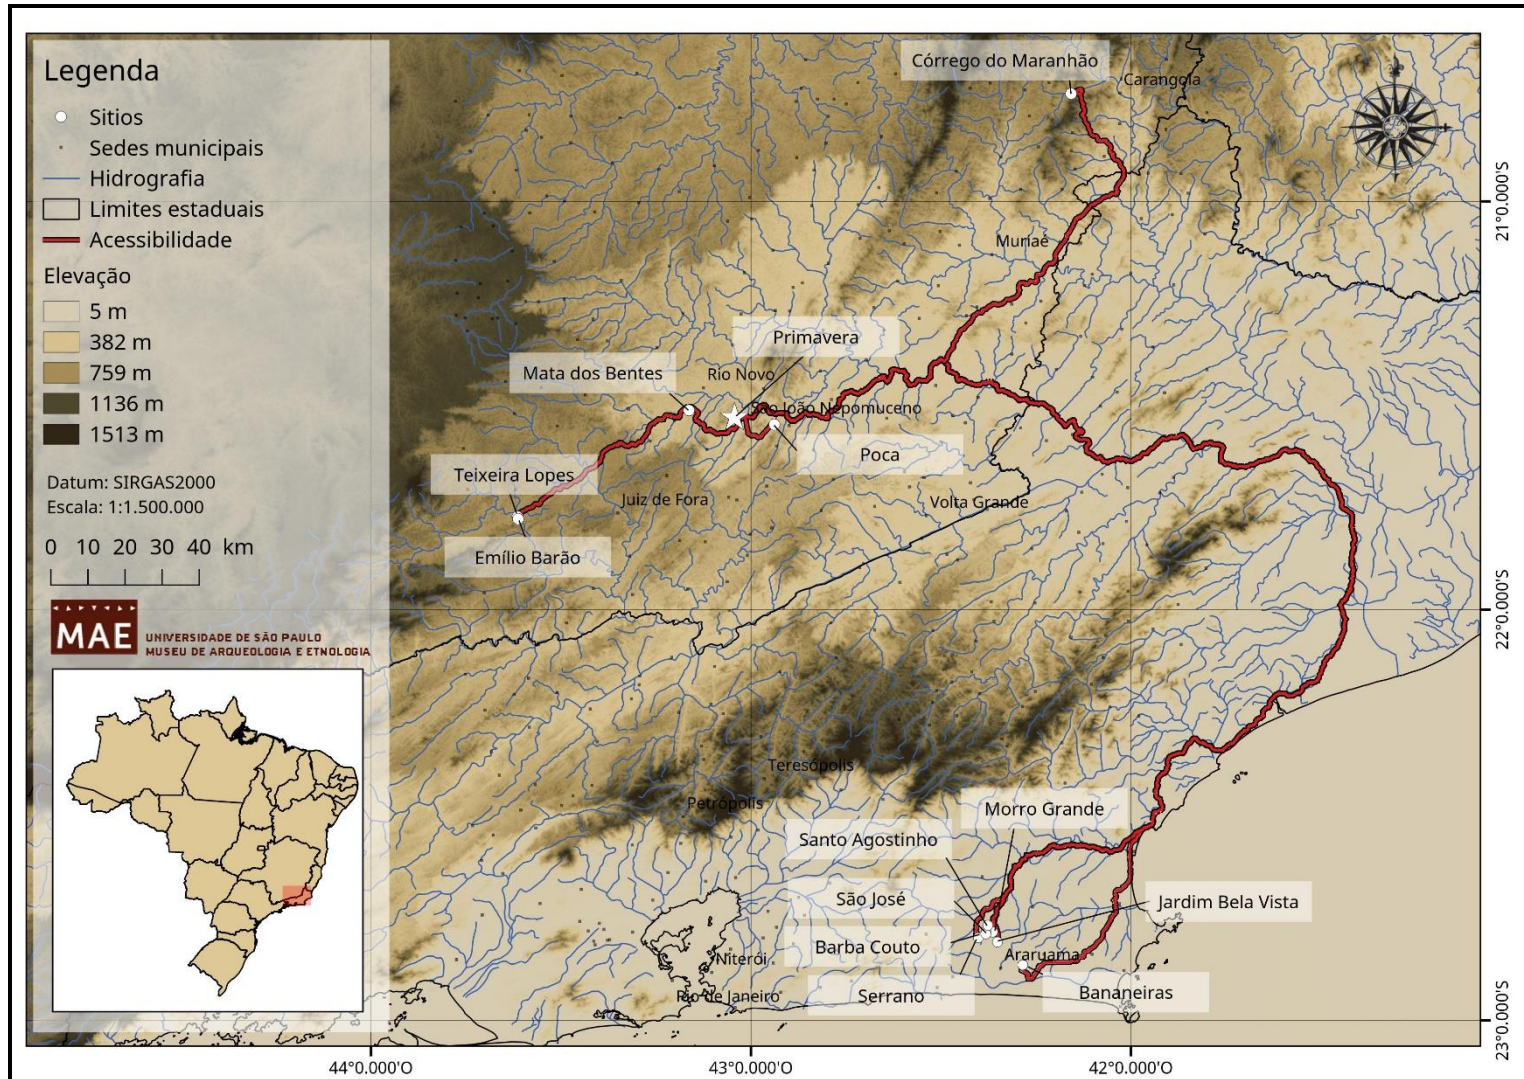 Legenda
Sitios
Sedes municipais
Hidrografia
Limites estaduais
Acessibilidade
Elevação
5 m
382 m
759 m
1136 m
1513 m
Datum: SIRGAS2000
Escala: 1:1.500.000
0 10 20 30 40 km
MAE
UNIVERSIDADE DE SÃO PAULO
MUSEU DE ARQUEOLOGIA E ETNOLOGIA
Córrego do Maranhão
Carangola
Muriaé
Primavera
Mata dos Bentes
Rio Novo
São João Nepomuceno
Poca
Teixeira Lopes
Juiz de Fora
Volta Grande
Emílio Barão
Teresópolis
Petrópolis
Morro Grande
Santo Agostinho
São José
Jardim Bela Vista
Barba Couto
Araruama
Niterói
Rio de Janeiro
Serrano
Bananeiras
21°0.000'S
22°0.000'S
23°0.000'S
44°0.000'O
43°0.000'O
42°0.000'O